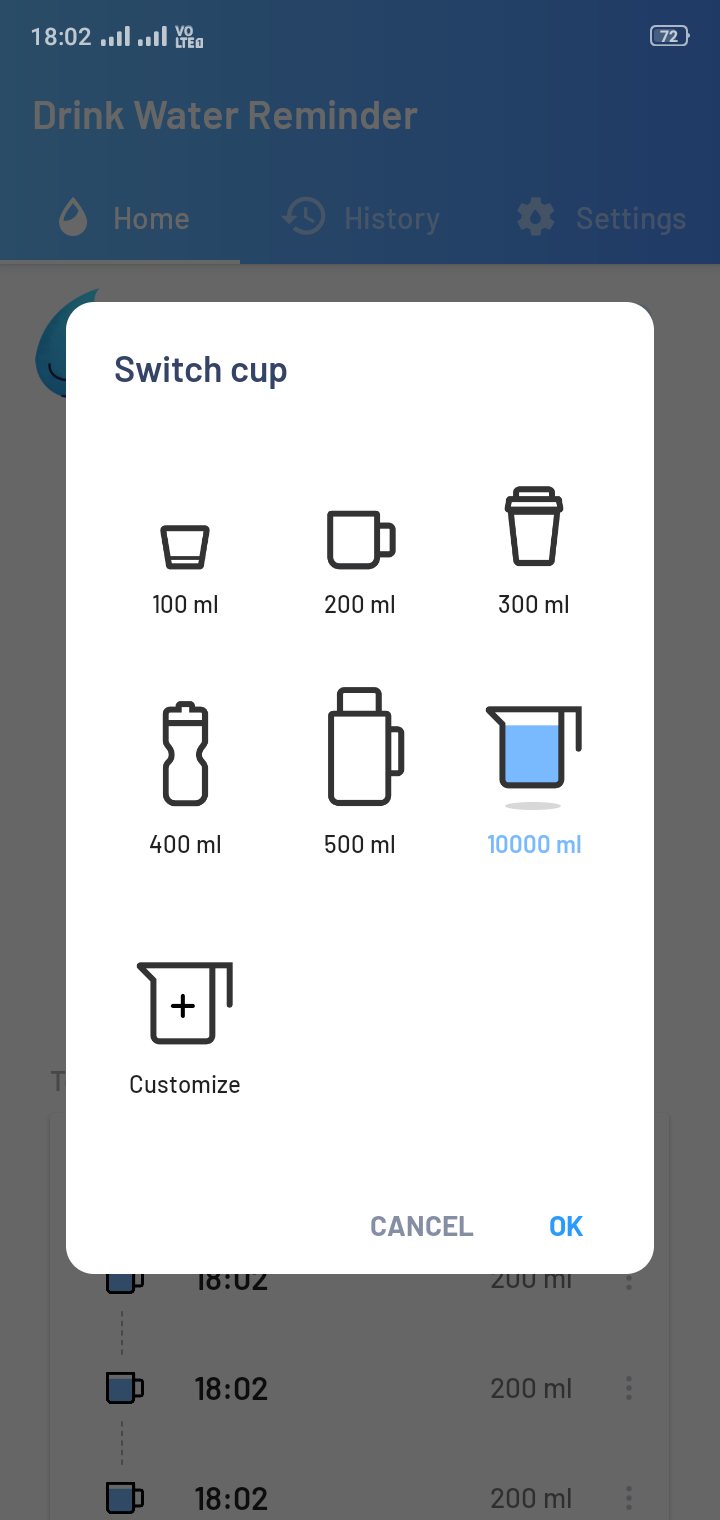 18:02 VO LTE1 72
Drink Water Reminder
Home History Settings
Switch cup
100 ml 200 ml 300 ml
400 ml 500 ml 10000 ml
Customize
CANCEL OK
18:02 200 ml
18:02 200 ml
18:02 200 ml